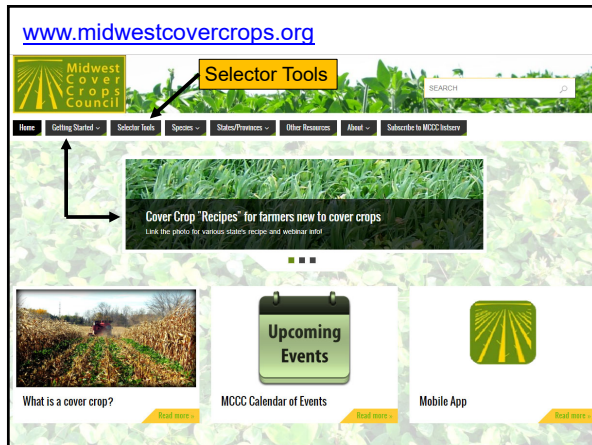 www.midwestcovercrops.org
Midwest
Cover
Crops
Council
Selector Tools
SEARCH
Home Getting Started Selector Tools Species States/Provinces Other Resources About Subscribe to MCCC listserv
Cover Crop "Recipes" for farmers new to cover crops
Link the photo for various state's recipe and webinar info!
Upcoming
Events
What is a cover crop? MCCC Calendar of Events Mobile App
Read more » Read more » Read more »